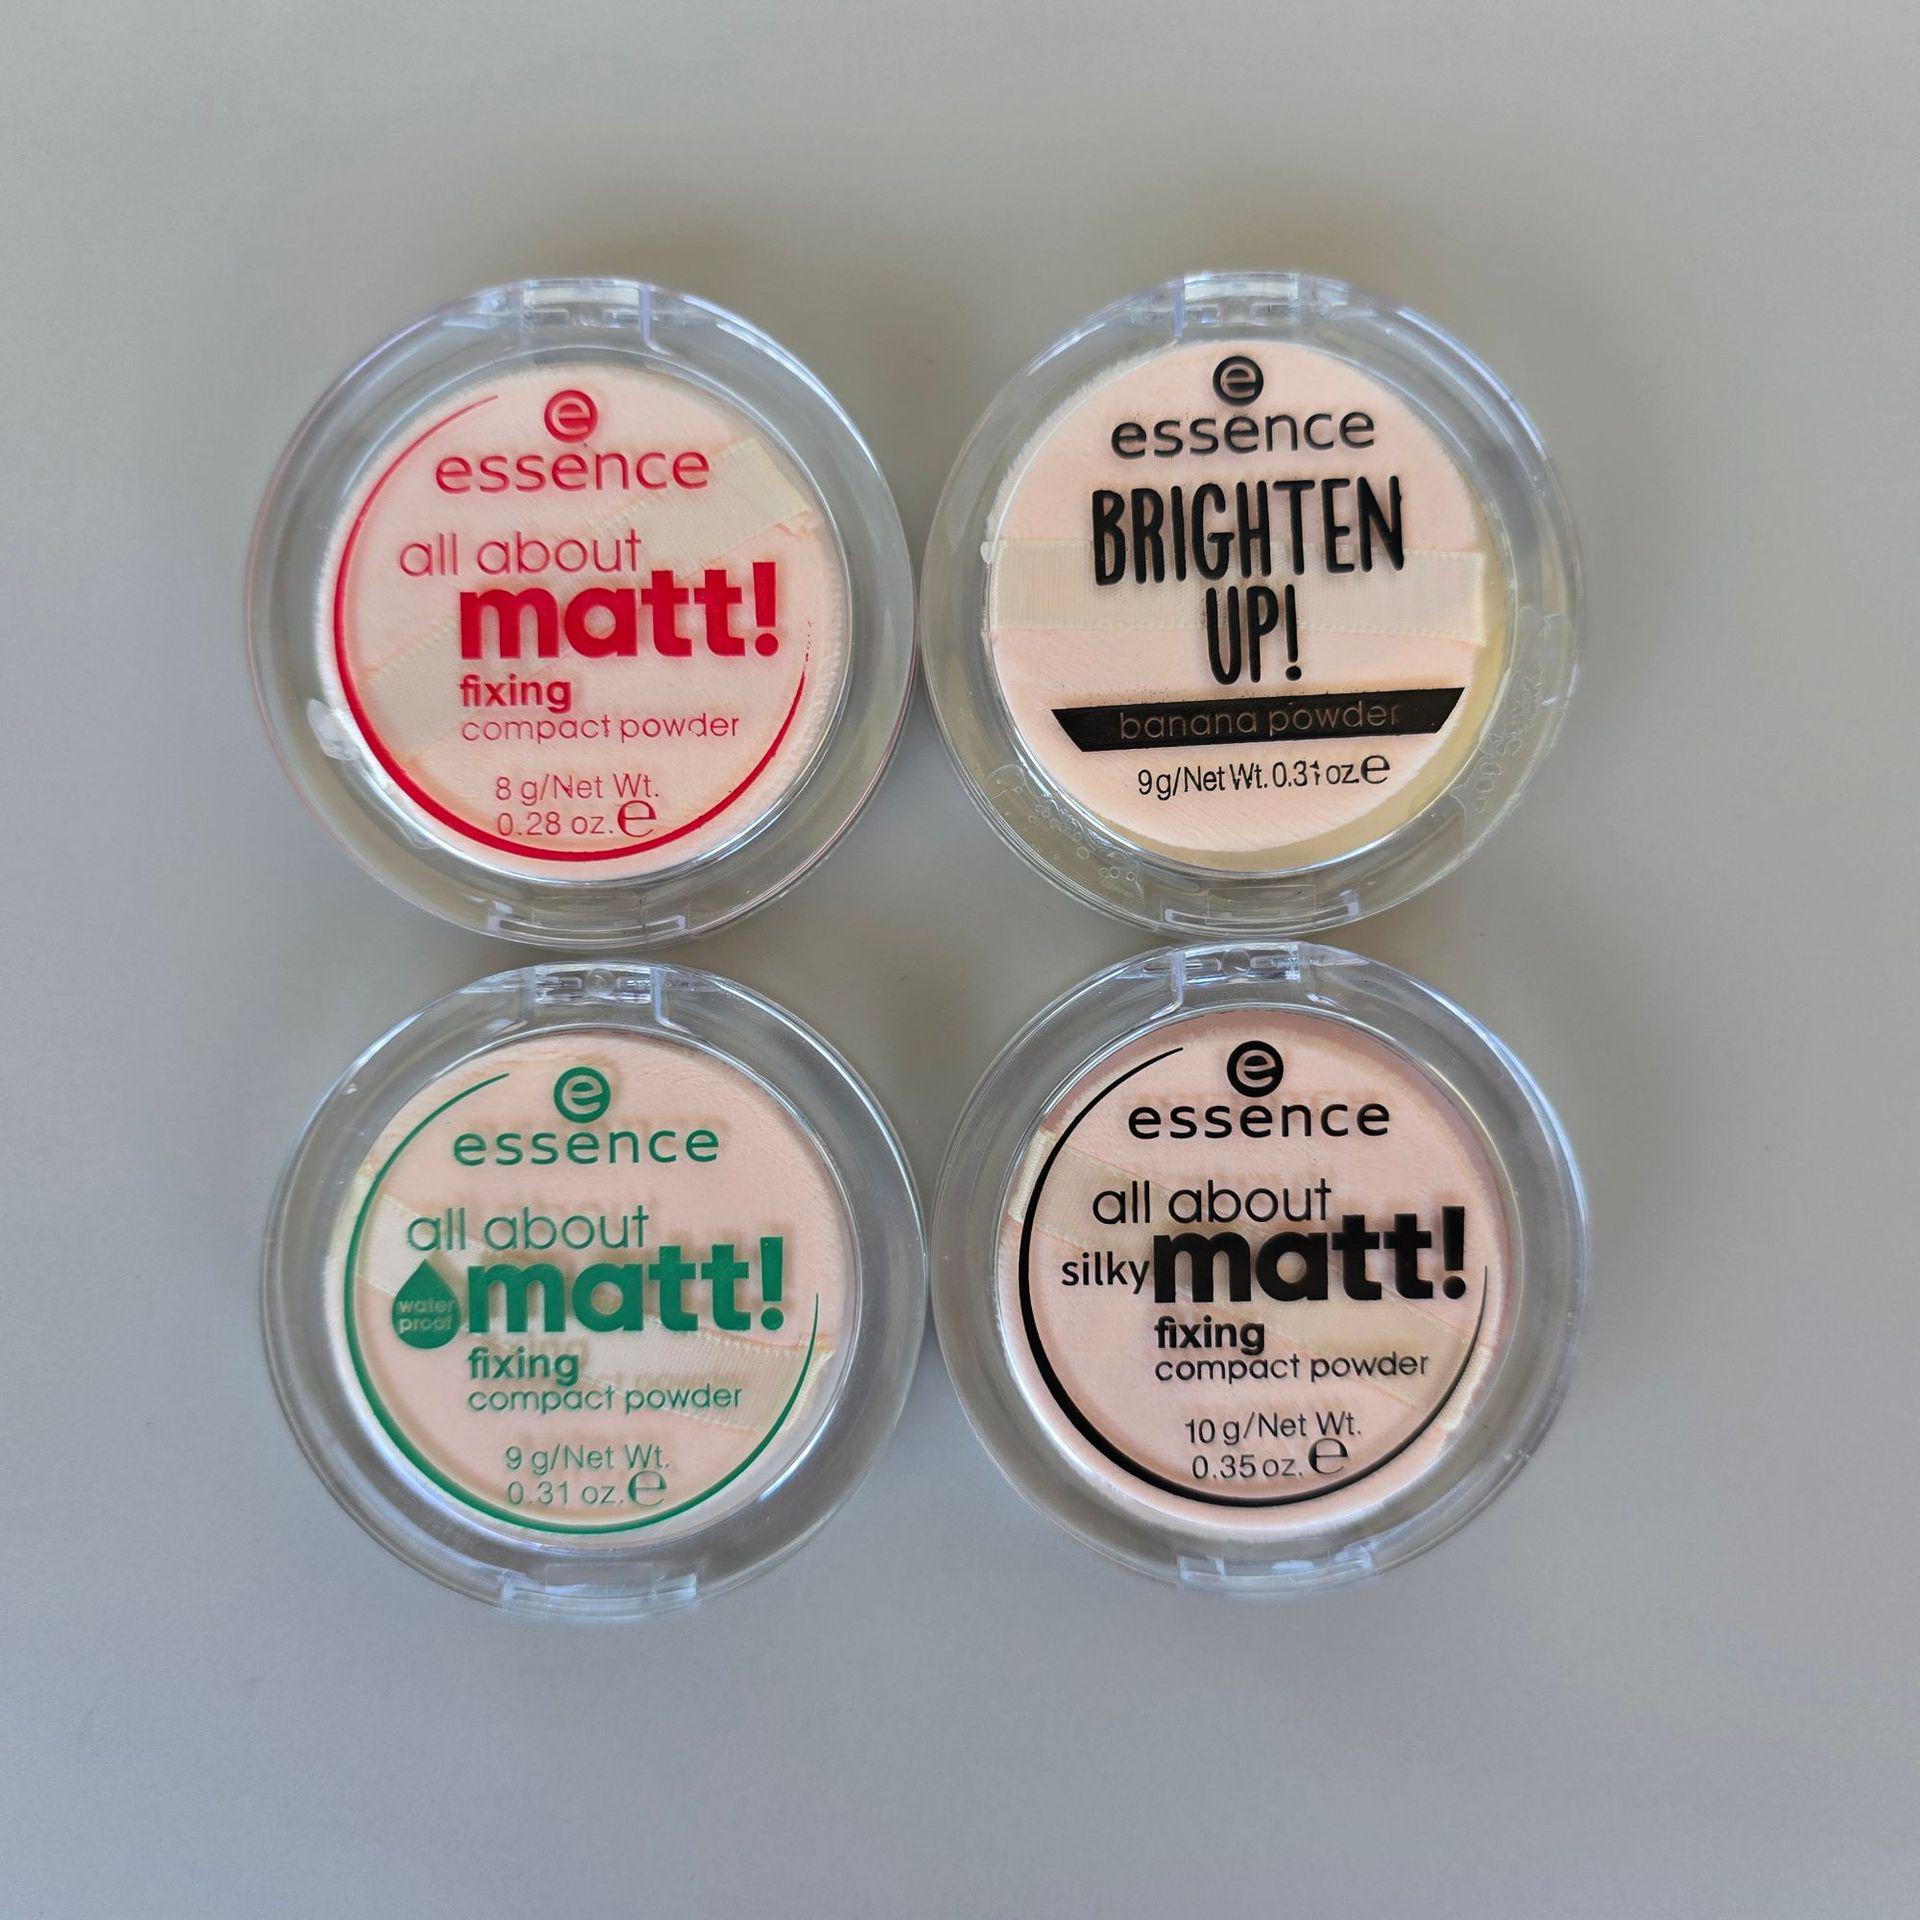 e
essence
all about
matt!
fixing
compact powder
8 g/Net Wt.
0.28 oz. e
e
essence
BRIGHTEN
UP!
banana powder
9g/Net Wt. 0.31 oz. e
e
essence
all about
matt!
water
proof
fixing
compact powder
9 g/Net Wt.
0.31 oz. e
e
essence
all about
silky matt!
fixing
compact powder
10 g/Net Wt.
0.35 oz. e